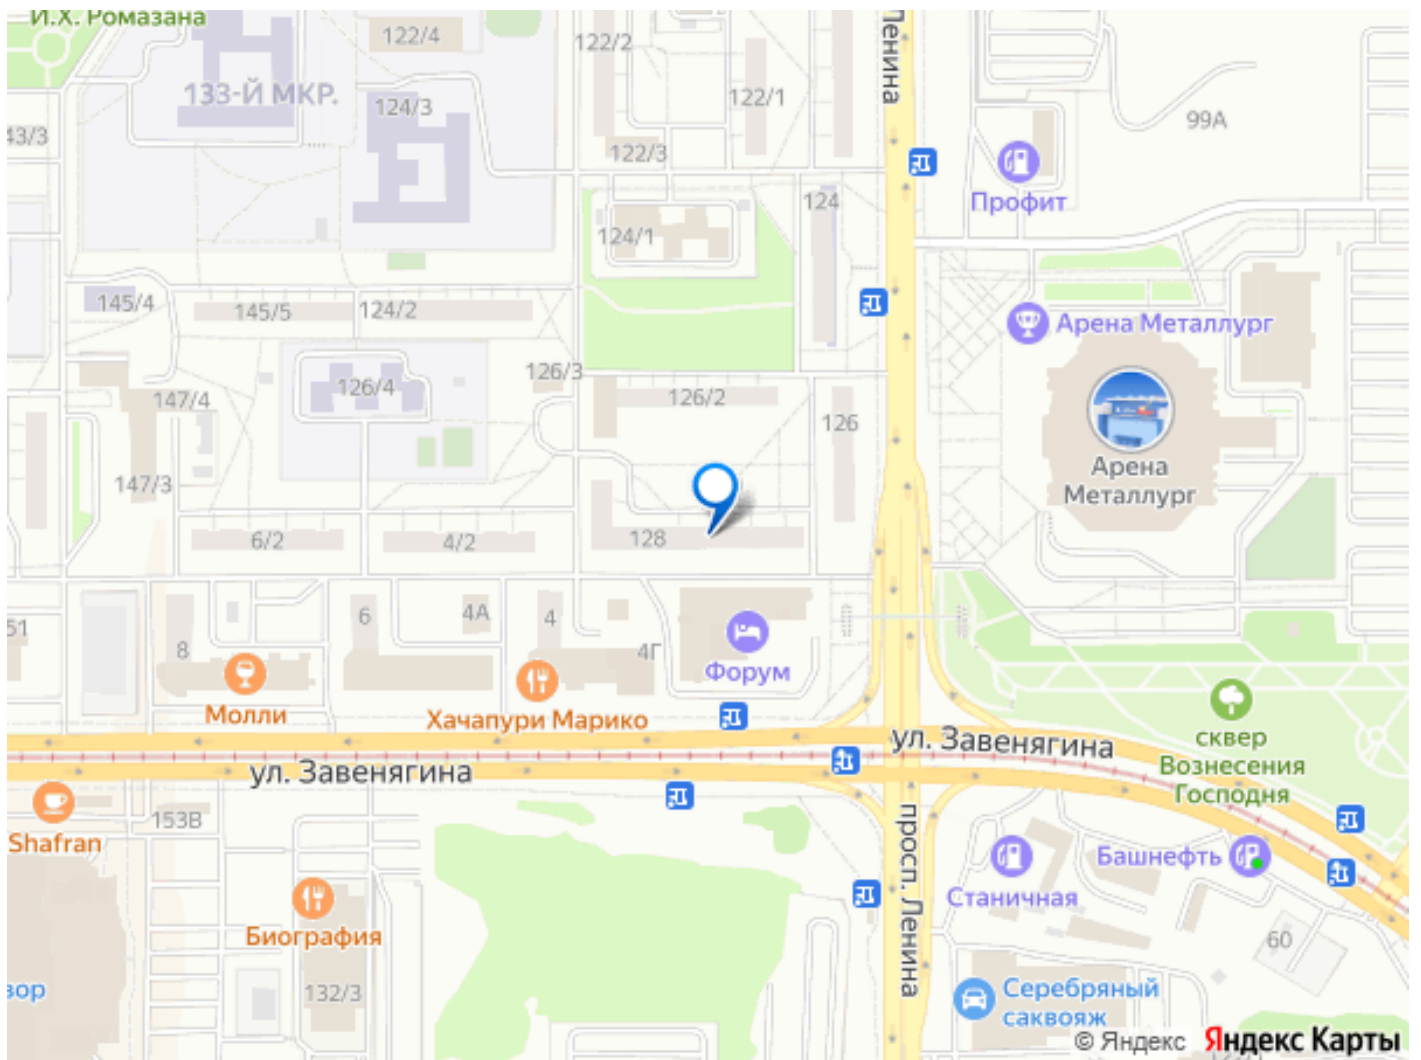 И.Х. Ромазана
122/4
122/2
Ленина
133-Й МКР.
124/3
122/1
99А
43/3
122/3
Профит
124
124/1
145/4
145/5
124/2
Арена Металлург
126/3
126/4
126/2
147/4
126
Арена
Металлург
147/3
128
6/2
4/2
6
4А
4
51
8
4Г
Форум
Молли
Хачапури Марико
ул. Завенягина
сквер
Вознесения
Господня
ул. Завенягина
153В
Shafran
просп. Ленина
Башнефть
Станичная
Биография
60
зор
132/3
Серебряный
саквояж
© Яндекс Яндекс Карты